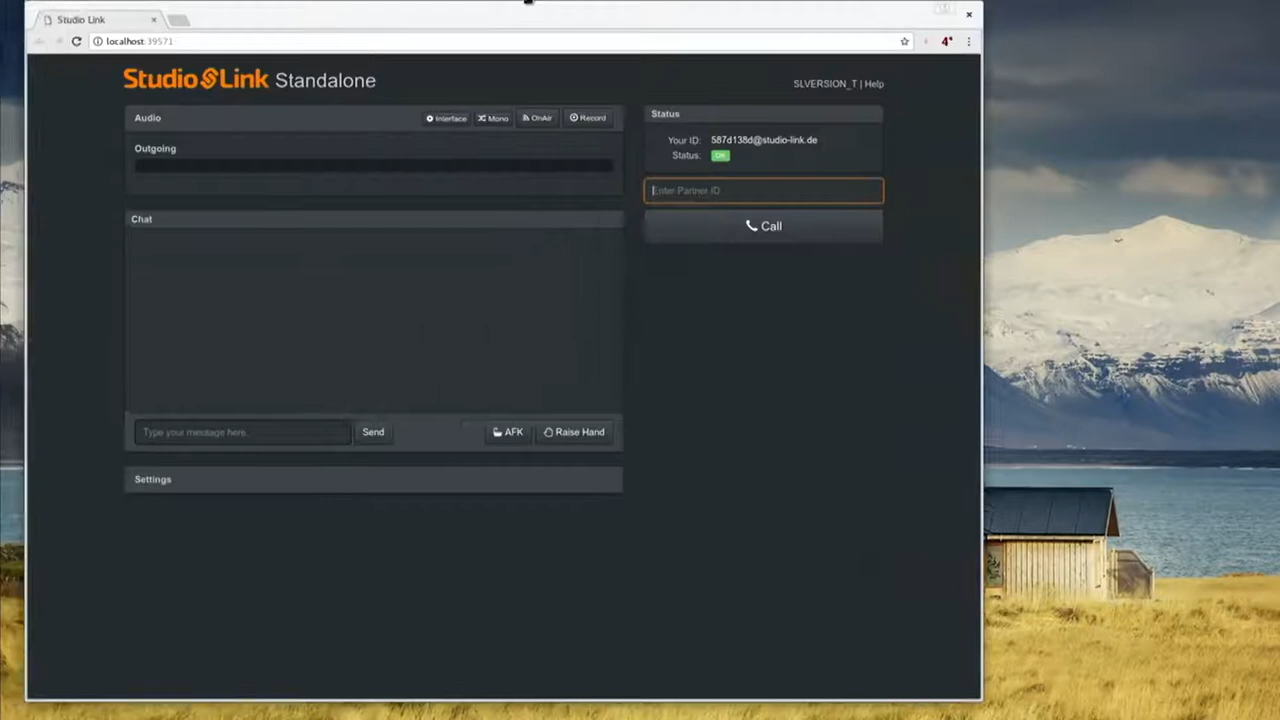 Studio Link
localhost:39571
4°
Studio Link Standalone
SLVERSION_T | Help
Audio
Interface
Mono
OnAir
Record
Outgoing
Status
Your ID: 587d138d@studio-link.de
Status: OK
Enter Partner ID
Call
Chat
Type your message here..
Send
AFK
Raise Hand
Settings